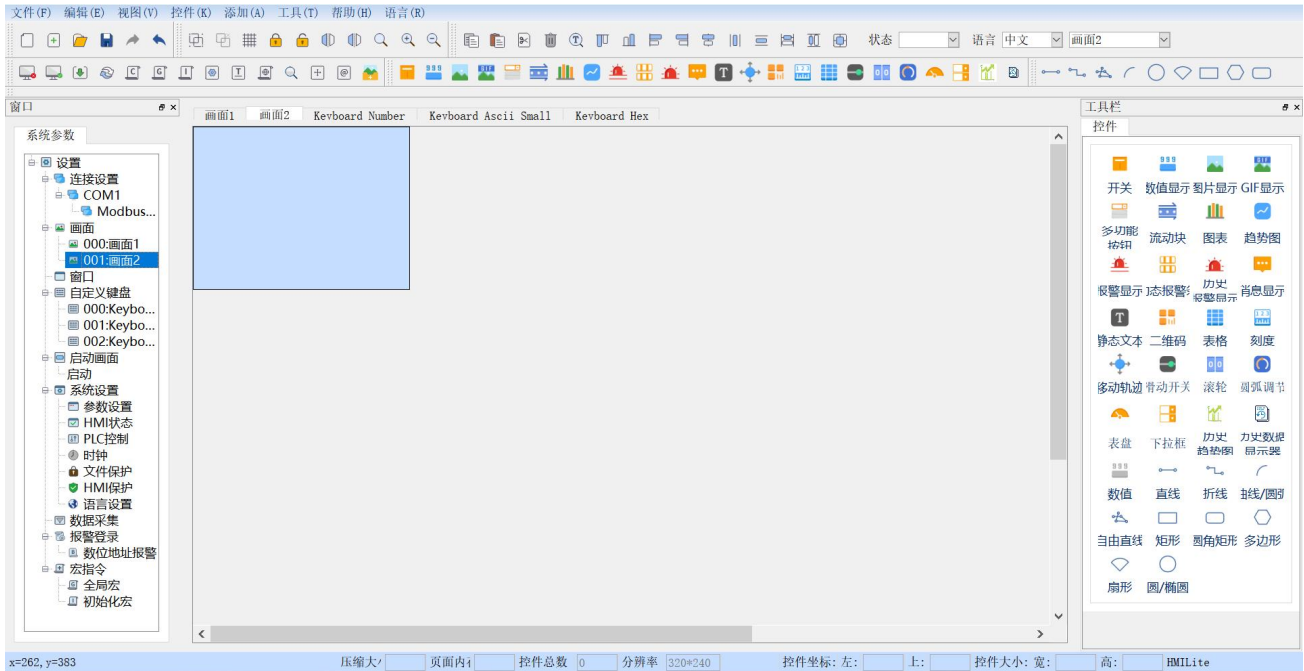 文件(F) 编辑(E) 视图(V) 控件(K) 添加(A) 工具(T) 帮助(H) 语言(R)
状态 语言 中文 画面2
窗口
系统参数
设置
连接设置
COM1
Modbus...
画面
000:画面1
001:画面2
窗口
自定义键盘
000:Keybo...
001:Keybo...
002:Keybo...
启动画面
启动
系统设置
参数设置
HMI状态
PLC控制
时钟
文件保护
HMI保护
语言设置
数据采集
报警登录
数位地址报警
宏指令
全局宏
初始化宏
画面1 画面2 Keyboard Number Keyboard Ascii Small Keyboard Hex
工具栏
控件
开关 数值显示 图片显示 GIF显示
多功能
按钮 流动块 图表 趋势图
报警显示 态报警 历史
报警显示 消息显示
静态文本 二维码 表格 刻度
移动轨迹 滑动开关 滚轮 圆弧调节
表盘 下拉框 历史
趋势图 历史数据
显示器
数值 直线 折线 曲线/圆弧
自由直线 矩形 圆角矩形 多边形
扇形 圆/椭圆
x=262,y=383 压缩大 页面内 控件总数 0 分辨率 320*240 控件坐标: 左: 上: 控件大小: 宽: 高: HMILite